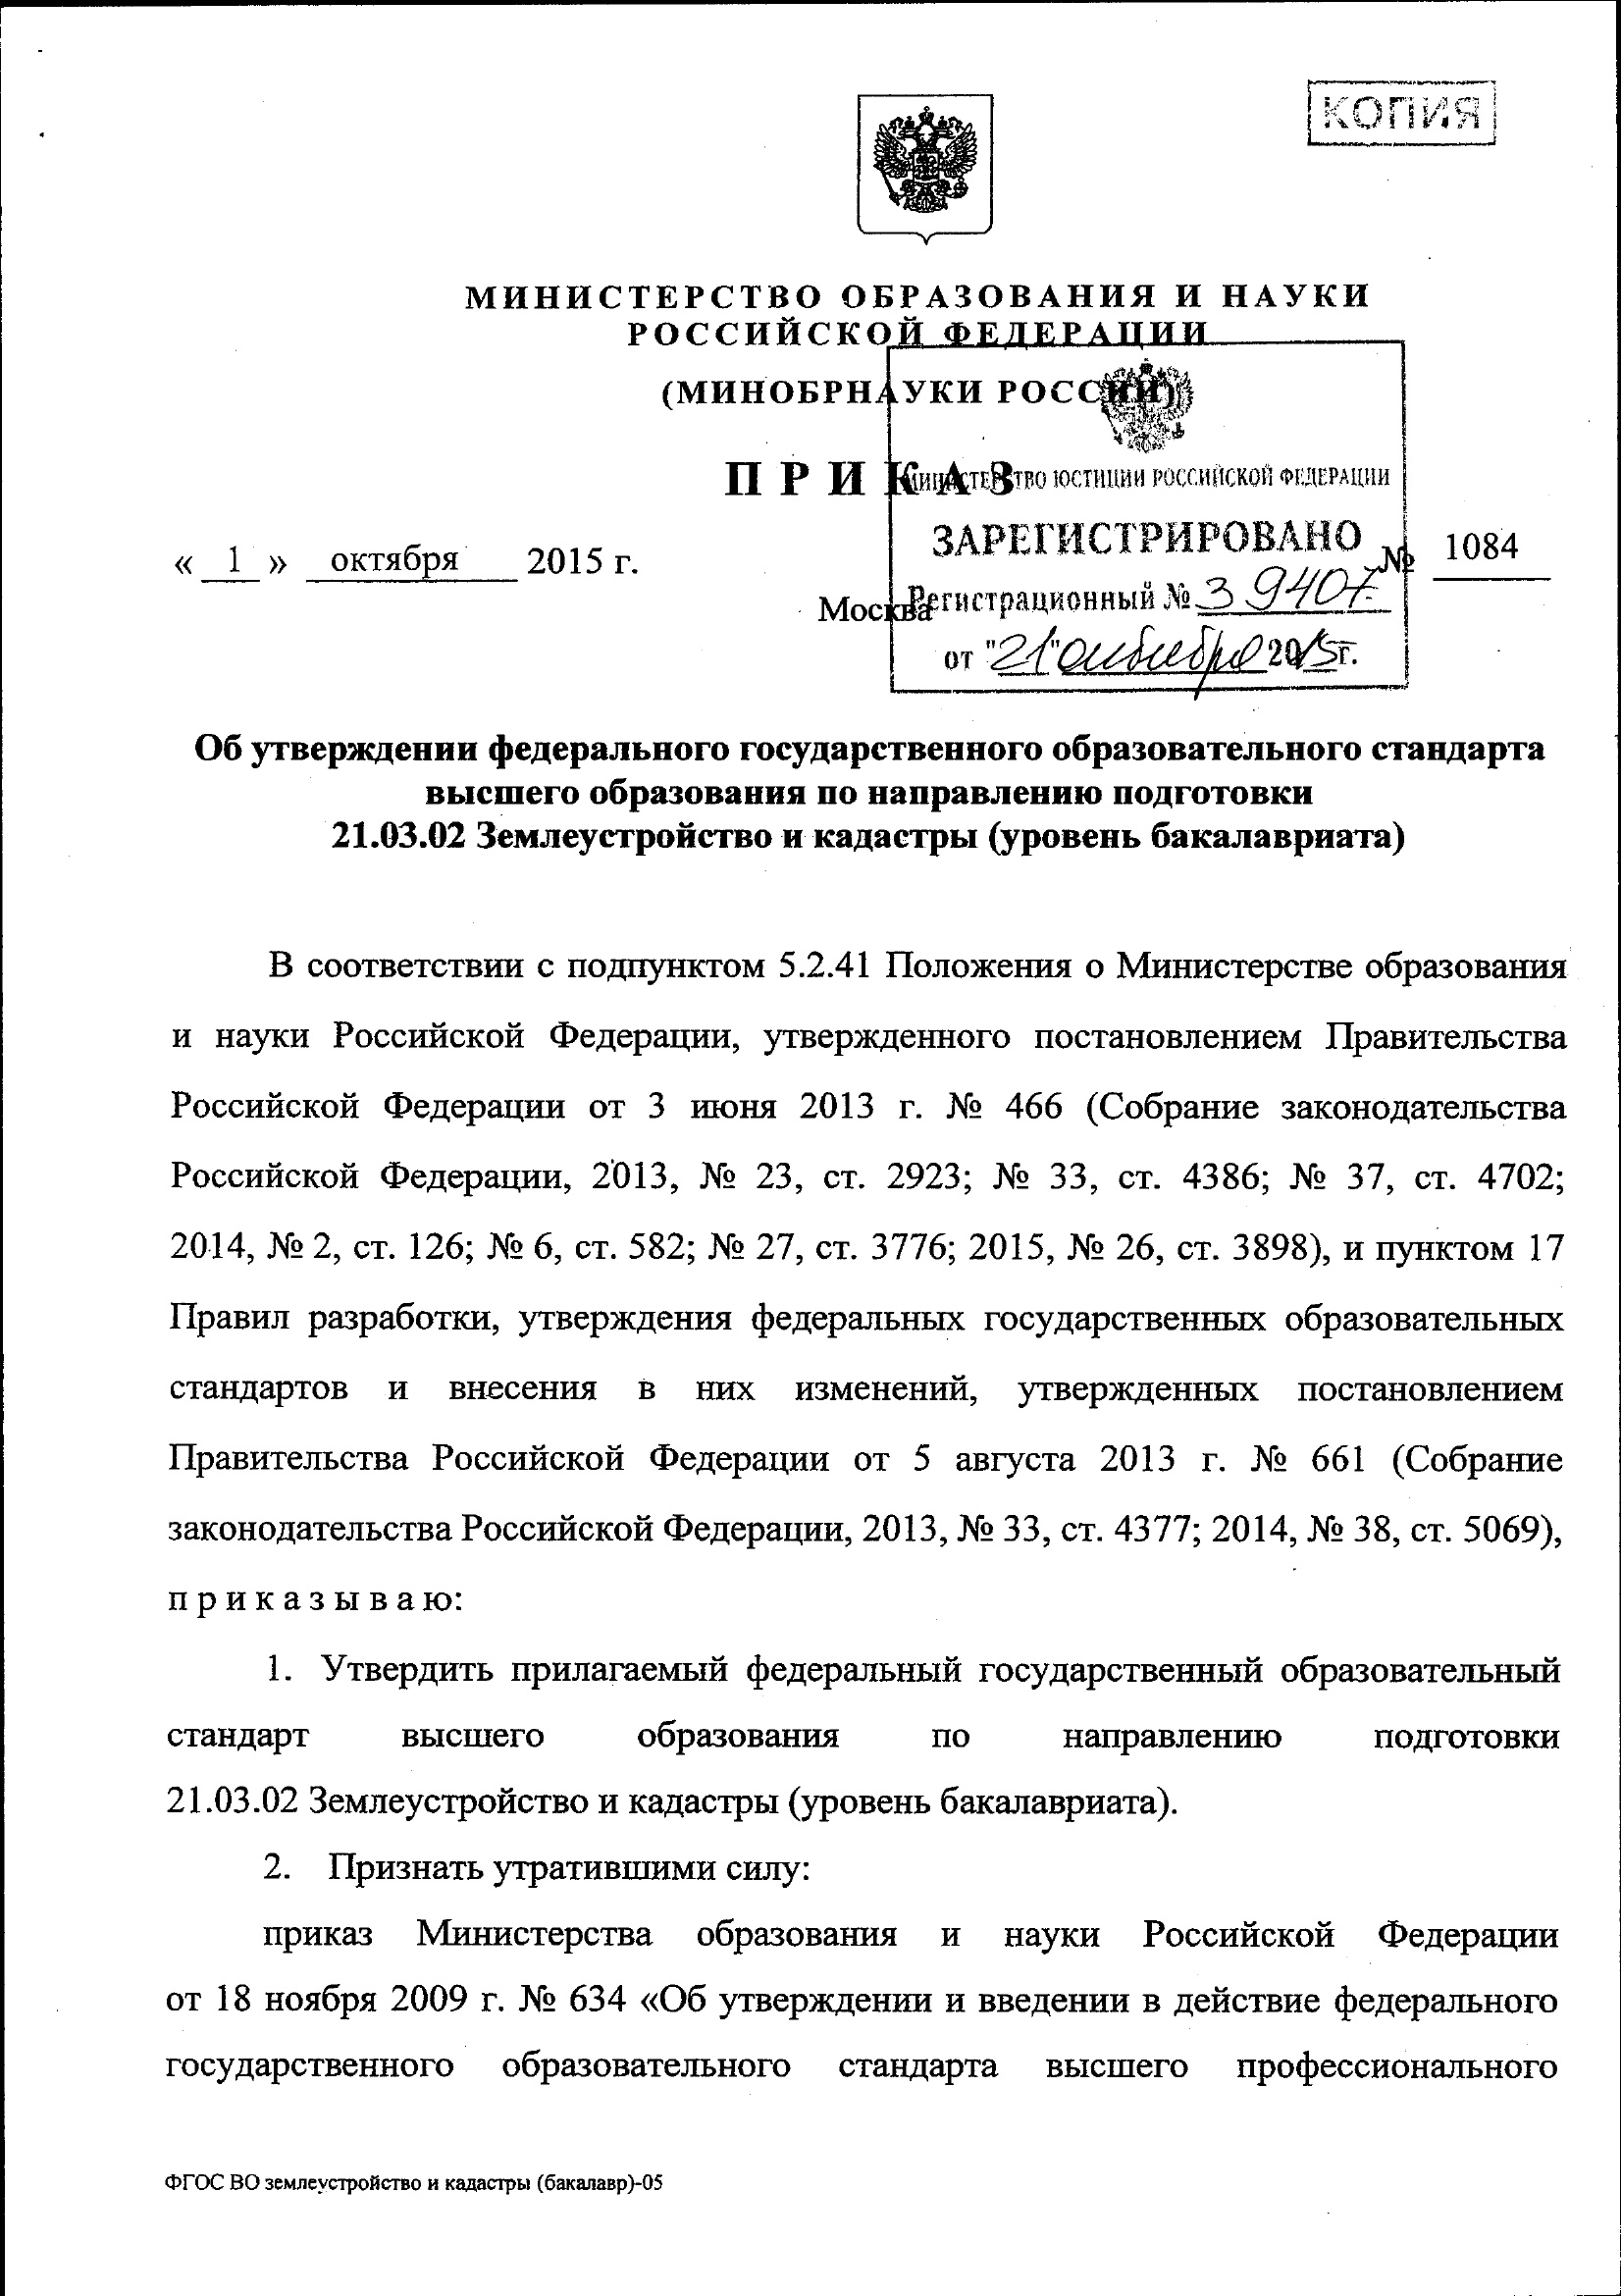 КОПИЯ
МИНИСТЕРСТВО ОБРАЗОВАНИЯ И НАУКИ
РОССИЙСКОЙ ФЕДЕРАЦИИ
(МИНОБРНАУКИ РОССИИ)
ПРИКАЗ
МИНИСТЕРСТВО ЮСТИЦИИ РОССИЙСКОЙ ФЕДЕРАЦИИ
ЗАРЕГИСТРИРОВАНО
Регистрационный № 39407
от "21" октября 2015г.
« 1 » октября 2015 г. № 1084
Москва
Об утверждении федерального государственного образовательного стандарта
высшего образования по направлению подготовки
21.03.02 Землеустройство и кадастры (уровень бакалавриата)
В соответствии с подпунктом 5.2.41 Положения о Министерстве образования
и науки Российской Федерации, утвержденного постановлением Правительства
Российской Федерации от 3 июня 2013 г. № 466 (Собрание законодательства
Российской Федерации, 2013, № 23, ст. 2923; № 33, ст. 4386; № 37, ст. 4702;
2014, № 2, ст. 126; № 6, ст. 582; № 27, ст. 3776; 2015, № 26, ст. 3898), и пунктом 17
Правил разработки, утверждения федеральных государственных образовательных
стандартов и внесения в них изменений, утвержденных постановлением
Правительства Российской Федерации от 5 августа 2013 г. № 661 (Собрание
законодательства Российской Федерации, 2013, № 33, ст. 4377; 2014, № 38, ст. 5069),
п р и к а з ы в а ю:
1. Утвердить прилагаемый федеральный государственный образовательный
стандарт высшего образования по направлению подготовки
21.03.02 Землеустройство и кадастры (уровень бакалавриата).
2. Признать утратившими силу:
приказ Министерства образования и науки Российской Федерации
от 18 ноября 2009 г. № 634 «Об утверждении и введении в действие федерального
государственного образовательного стандарта высшего профессионального
ФГОС ВО землеустройство и кадастры (бакалавр)-05